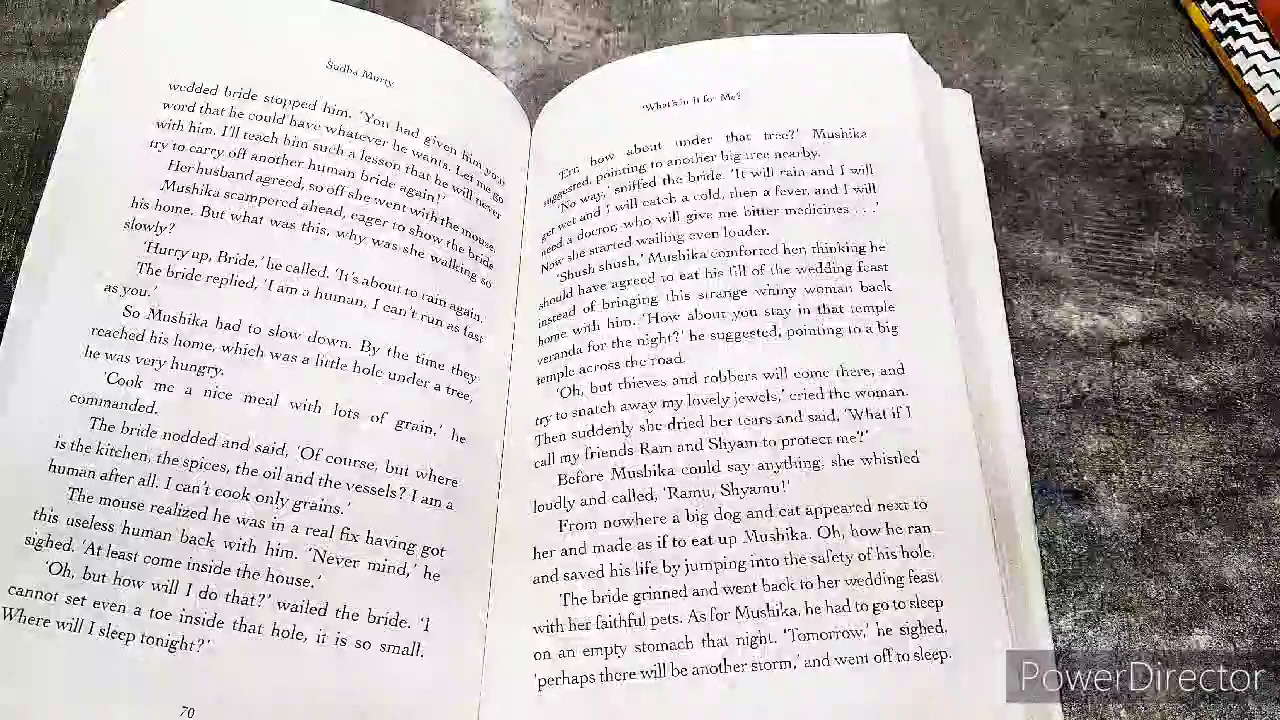 Sudha Murty
wedded bride stopped him. 'You had given him your
word that he could have whatever he wants. Let me go
with him. I'll teach him such a lesson that he will never
try to carry off another human bride again!'
Her husband agreed, so off she went with the mouse.
Mushika scampered ahead, eager to show the bride
his home. But what was this, why was she walking so
slowly?
'Hurry up, Bride,' he called. 'It's about to rain again.'
The bride replied, 'I am a human, I can't run as fast
as you.'
So Mushika had to slow down. By the time they
reached his home, which was a little hole under a tree,
he was very hungry.
'Cook me a nice meal with lots of grain,' he
commanded.
The bride nodded and said, 'Of course, but where
is the kitchen, the spices, the oil and the vessels? I am a
human after all. I can't cook only grains.'
The mouse realized he was in a real fix having got
this useless human back with him. 'Never mind,' he
sighed. 'At least come inside the house,'
'Oh, but how will I do that?' wailed the bride. 'I
cannot set even a toe inside that hole, it is so small.
Where will I sleep tonight?'
70
'What's in it for Me?'
'Err how about under that tree?' Mushika
suggested, pointing to another big tree nearby.
'No way,' sniffed the bride. 'It will rain and I will
get wet and I will catch a cold, then a fever, and I will
need a doctor, who will give me bitter medicines . . .'
Now she started wailing even louder.
'Shush shush,' Mushika comforted her, thinking he
should have agreed to eat his fill of the wedding feast
instead of bringing this strange whiny woman back
home with him. 'How about you stay in that temple
veranda for the night?' he suggested, pointing to a big
temple across the road.
'Oh, but thieves and robbers will come there, and
try to snatch away my lovely jewels,' cried the woman.
Then suddenly she dried her tears and said, 'What if I
call my friends Ram and Shyam to protect me?'
Before Mushika could say anything, she whistled
loudly and called, 'Ramu, Shyamu!'
From nowhere a big dog and cat appeared next to
her and made as if to eat up Mushika. Oh, how he ran
and saved his life by jumping into the safety of his hole.
The bride grinned and went back to her wedding feast
with her faithful pets. As for Mushika, he had to go to sleep
on an empty stomach that night. 'Tomorrow,' he sighed,
'perhaps there will be another storm,' and went off to sleep.
PowerDirector